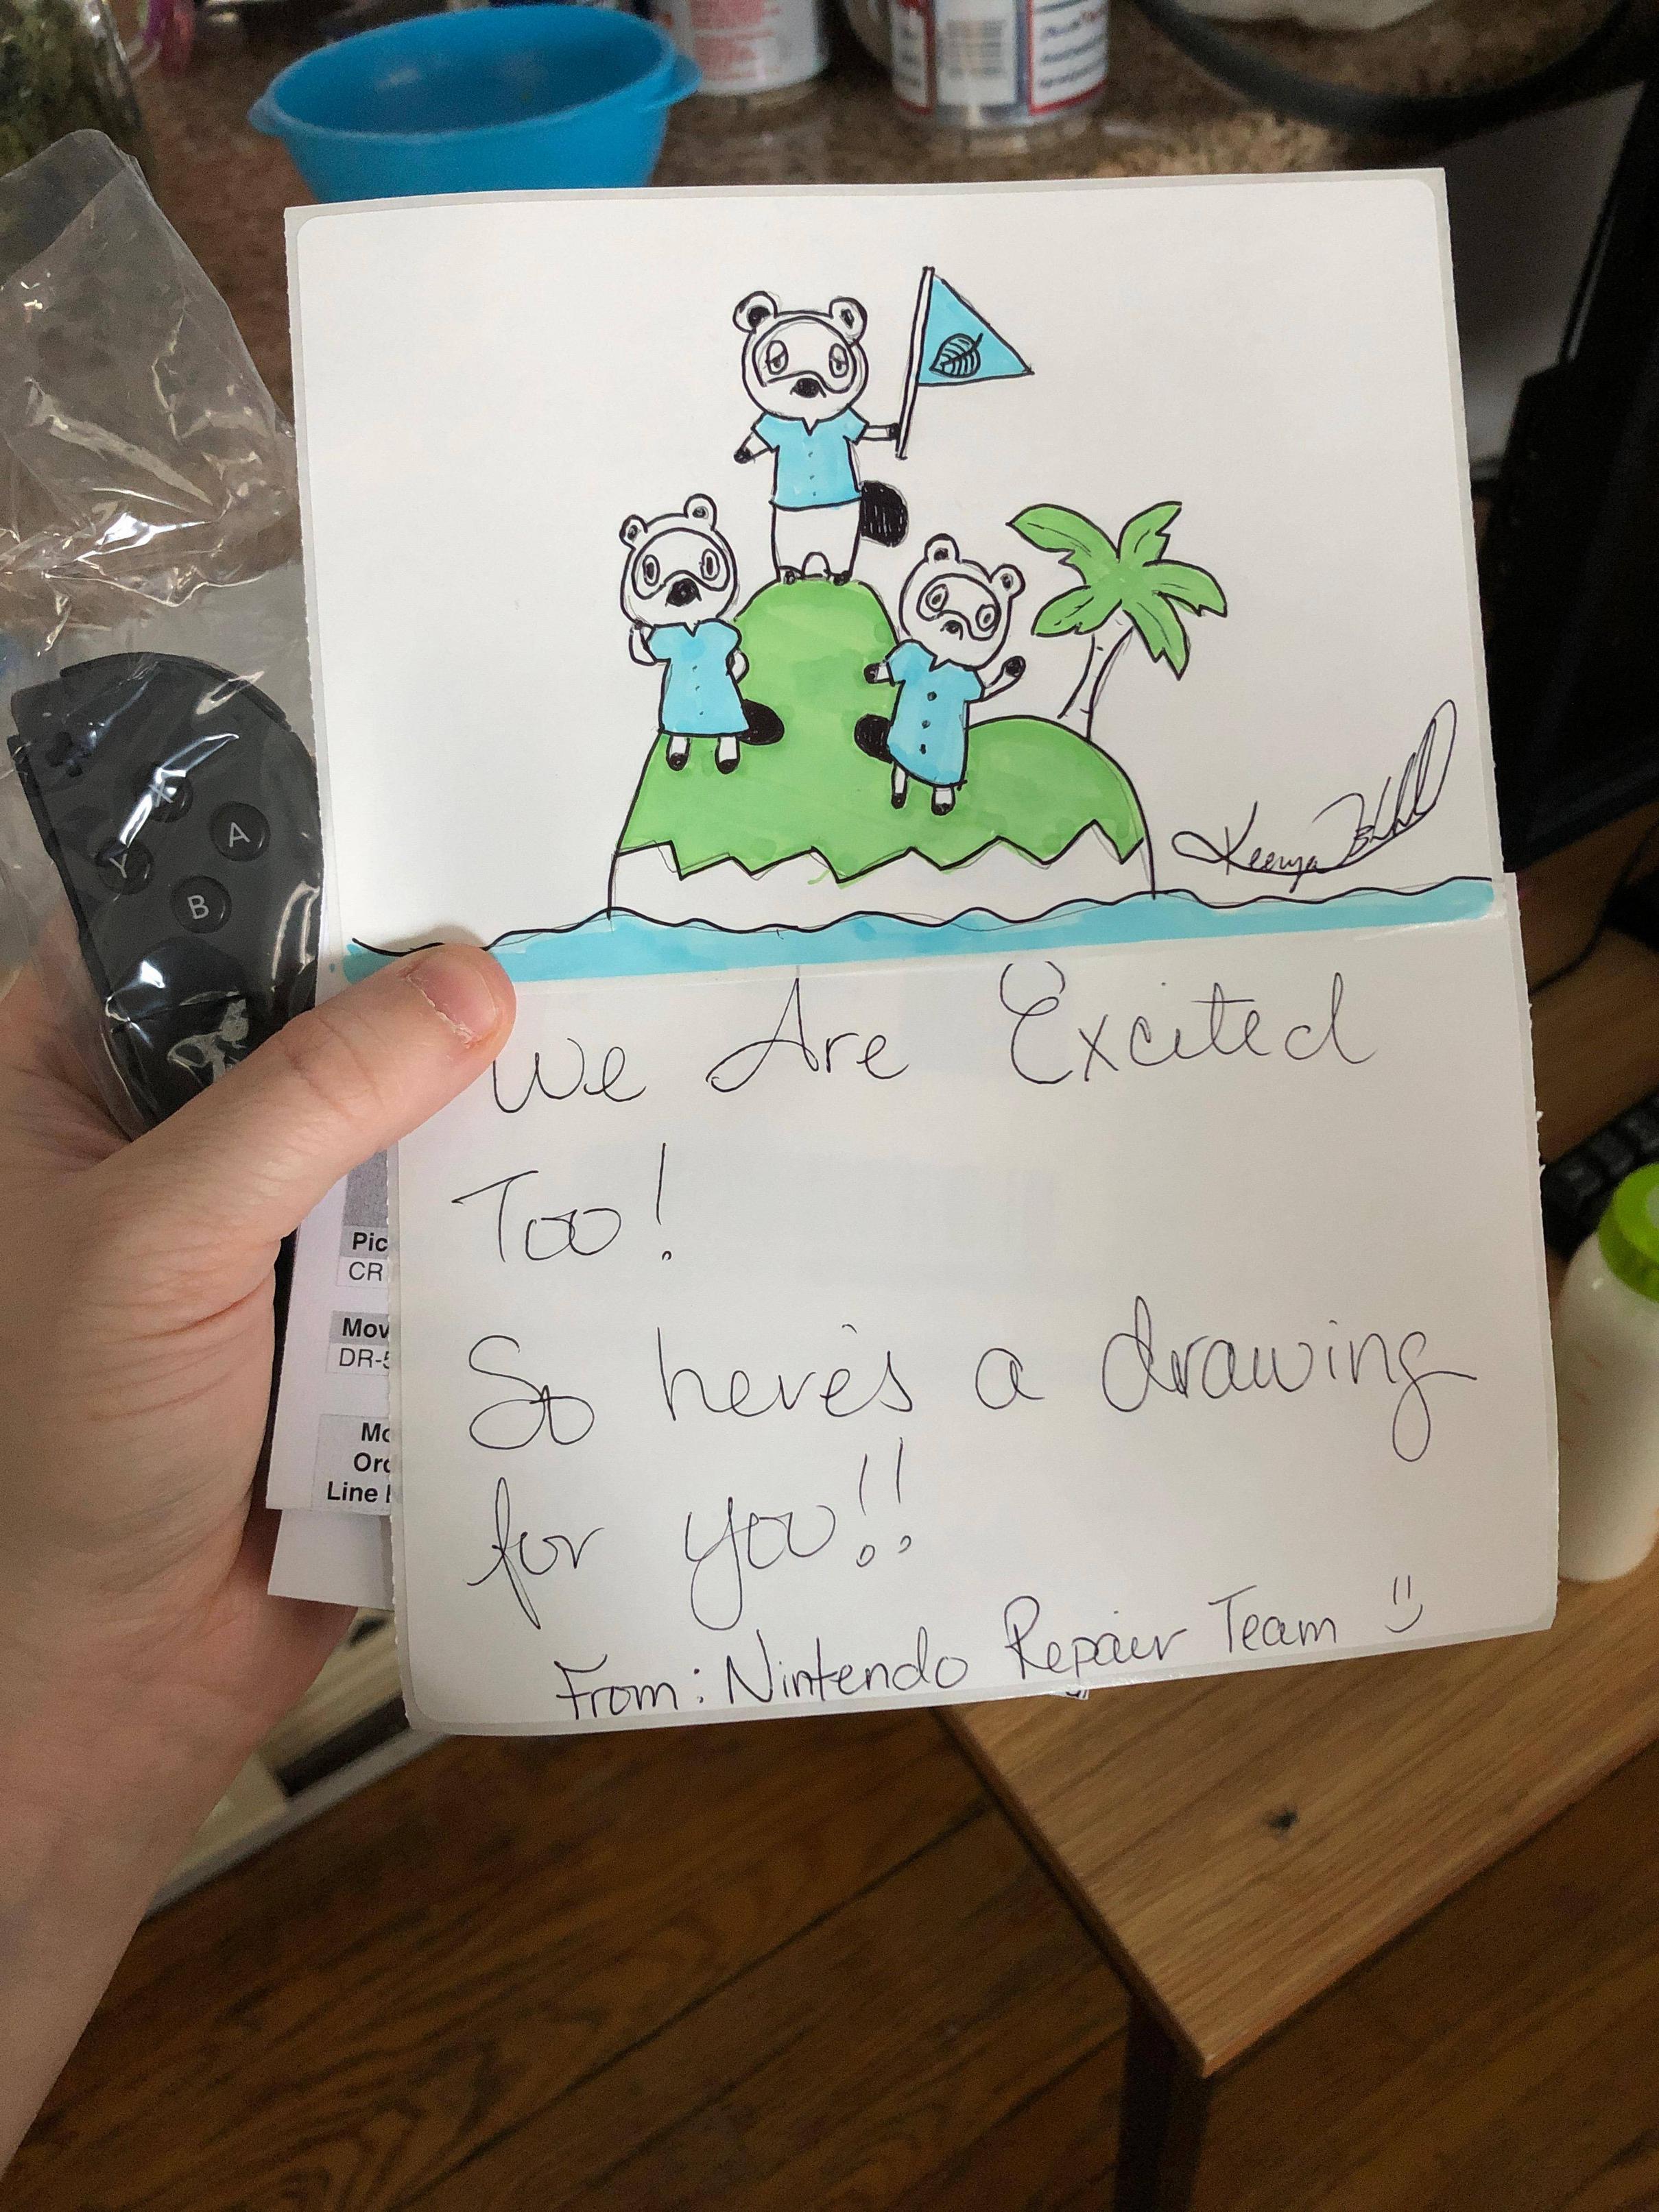 X
A
Y
B
Keenya
We Are Excited
Too!
So here's a drawing
for you!!
From: Nintendo Repair Team
Pic
CR
Mov
DR-5
Mo
Ord
Line